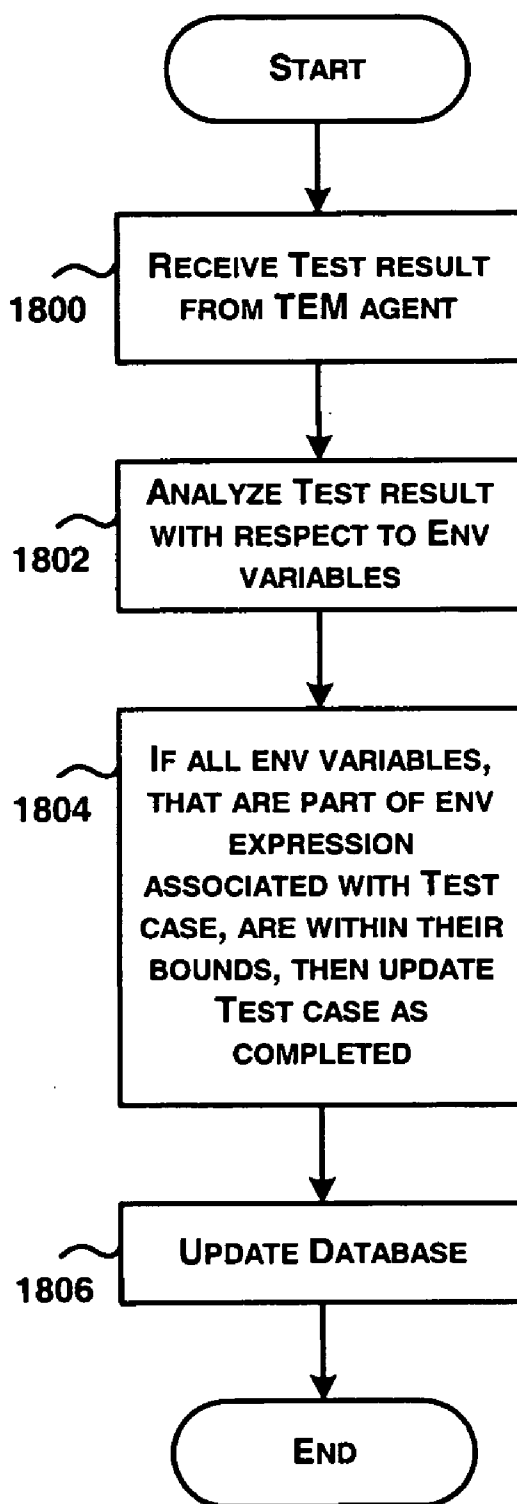 START
RECEIVE TEST RESULT
FROM TEM AGENT
1800
ANALYZE TEST RESULT
WITH RESPECT TO ENV
VARIABLES
1802
IF ALL ENV VARIABLES,
THAT ARE PART OF ENV
EXPRESSION
ASSOCIATED WITH TEST
CASE, ARE WITHIN THEIR
BOUNDS, THEN UPDATE
TEST CASE AS
COMPLETED
1804
UPDATE DATABASE
1806
END